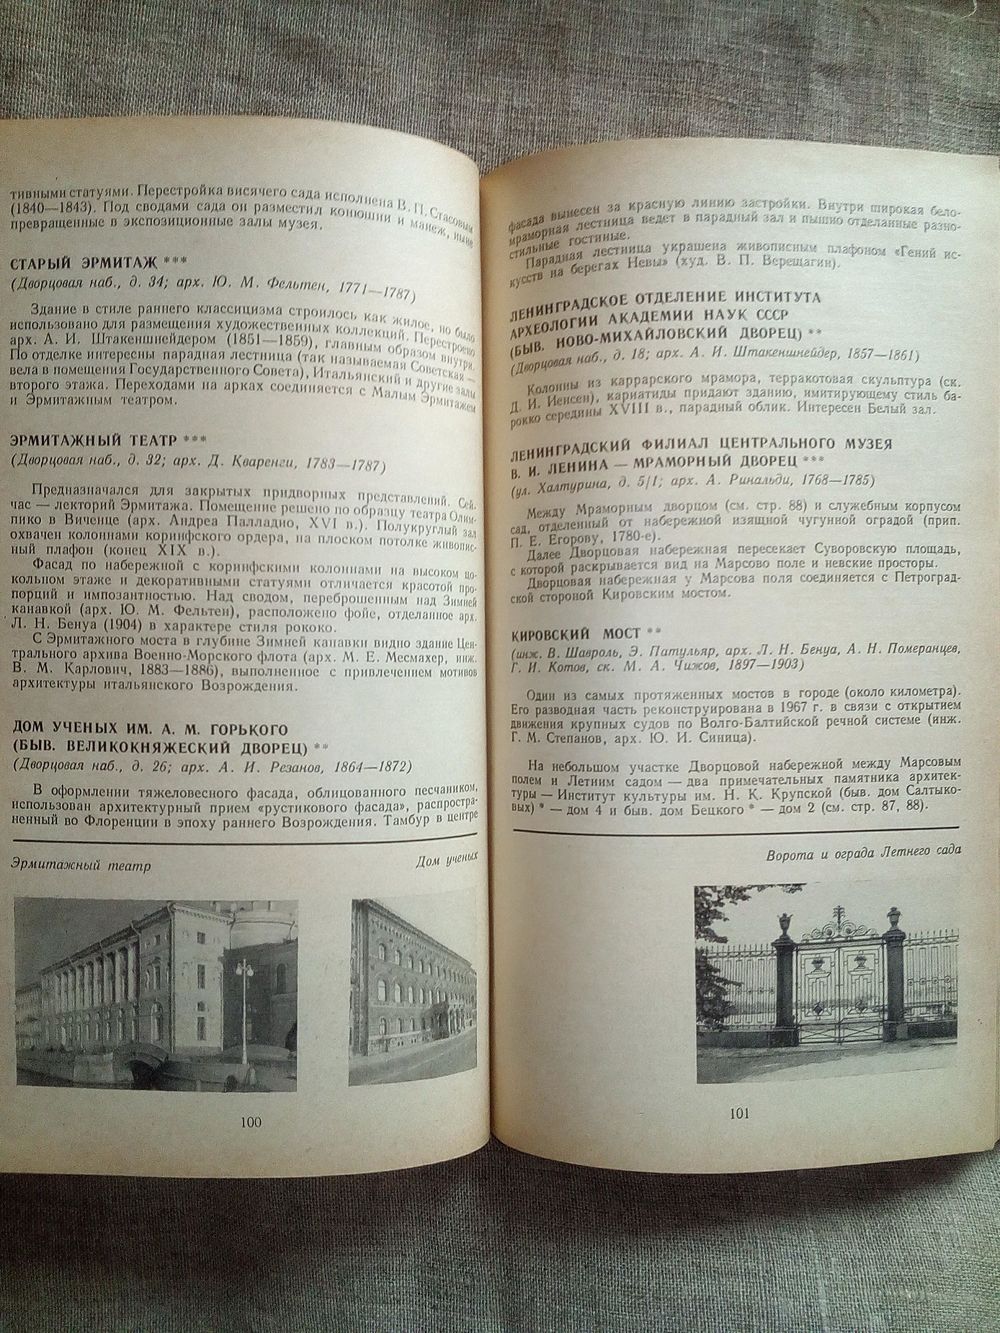 тивными статуями. Перестройка висячего сада исполнена В. П. Стасовым
(1840—1843). Под сводами сада он разместил конюшни и манеж, ныне
превращенные в экспозиционные залы музея.
СТАРЫЙ ЭРМИТАЖ ***
(Дворцовая наб., д. 34; арх. Ю. М. Фельтен, 1771—1787)
Здание в стиле раннего классицизма строилось как жилое, но было
использовано для размещения художественных коллекций. Перестроено
арх. А. И. Штакеншнейдером (1851—1859), главным образом внутри.
По отделке интересны парадная лестница (так называемая Советская —
вела в помещения Государственного Совета), Итальянский и другие залы
второго этажа. Переходами на арках соединяется с Малым Эрмитажем
и Эрмитажным театром.
ЭРМИТАЖНЫЙ ТЕАТР ***
(Дворцовая наб., д. 32; арх. Д. Кваренги, 1783—1787)
Предназначался для закрытых придворных представлений. Сей-
час — лекторий Эрмитажа. Помещение решено по образцу театра Олим-
пико в Виченце (арх. Андреа Палладио, XVI в.). Полукруглый зал
охвачен колоннами коринфского ордера, на плоском потолке живопис-
ный плафон (конец XIX в.).
Фасад по набережной с коринфскими колоннами на высоком цо-
кольном этаже и декоративными статуями отличается красотой про-
порций и импозантностью. Над сводом, переброшенным над Зимней
канавкой (арх. Ю. М. Фельтен), расположено фойе, отделанное арх.
Л. Н. Бенуа (1904) в характере стиля рококо.
С Эрмитажного моста в глубине Зимней канавки видно здание Цен-
трального архива Военно-Морского флота (арх. М. Е. Месмахер, инж.
В. М. Карлович, 1883—1886), выполненное с привлечением мотивов
архитектуры итальянского Возрождения.
ДОМ УЧЕНЫХ ИМ. А. М. ГОРЬКОГО
(БЫВ. ВЕЛИКОКНЯЖЕСКИЙ ДВОРЕЦ) **
(Дворцовая наб., д. 26; арх. А. И. Резанов, 1864—1872)
В оформлении тяжеловесного фасада, облицованного песчаником,
использован архитектурный прием «рустикового фасада», распростра-
ненный во Флоренции в эпоху раннего Возрождения. Тамбур в центре
Эрмитажный театр
Дом ученых
100
фасада вынесен за красную линию застройки. Внутри широкая бело-
мраморная лестница ведет в парадный зал и пышно отделанные разно-
стильные гостиные.
Парадная лестница украшена живописным плафоном «Гений ис-
кусств на берегах Невы» (худ. В. П. Верещагин).
ЛЕНИНГРАДСКОЕ ОТДЕЛЕНИЕ ИНСТИТУТА
АРХЕОЛОГИИ АКАДЕМИИ НАУК СССР
(БЫВ. НОВО-МИХАЙЛОВСКИЙ ДВОРЕЦ) **
(Дворцовая наб., д. 18; арх. А. И. Штакеншнейдер, 1857—1861)
Колонны из каррарского мрамора, терракотовая скульптура (ск.
Д. И. Иенсен), кариатиды придают зданию, имитирующему стиль ба-
рокко середины XVIII в., парадный облик. Интересен Белый зал.
ЛЕНИНГРАДСКИЙ ФИЛИАЛ ЦЕНТРАЛЬНОГО МУЗЕЯ
В. И. ЛЕНИНА — МРАМОРНЫЙ ДВОРЕЦ ***
(ул. Халтурина, д. 5/1; арх. А. Ринальди, 1768—1785)
Между Мраморным дворцом (см. стр. 88) и служебным корпусом
сад, отделенный от набережной изящной чугунной оградой (прип.
П. Е. Егорову, 1780-е).
Далее Дворцовая набережная пересекает Суворовскую площадь,
с которой раскрывается вид на Марсово поле и невские просторы.
Дворцовая набережная у Марсова поля соединяется с Петроград-
ской стороной Кировским мостом.
КИРОВСКИЙ МОСТ **
(инж. В. Шавроль, Э. Патульяр, арх. Л. Н. Бенуа, А. Н. Померанцев,
Г. И. Котов, ск. М. А. Чижов, 1897—1903)
Один из самых протяженных мостов в городе (около километра).
Его разводная часть реконструирована в 1967 г. в связи с открытием
движения крупных судов по Волго-Балтийской речной системе (инж.
Г. М. Степанов, арх. Ю. И. Синица).
На небольшом участке Дворцовой набережной между Марсовым
полем и Летним садом — два примечательных памятника архитек-
туры — Институт культуры им. Н. К. Крупской (быв. дом Салтыко-
вых) * — дом 4 и быв. дом Бецкого * — дом 2 (см. стр. 87, 88).
Ворота и ограда Летнего сада
101